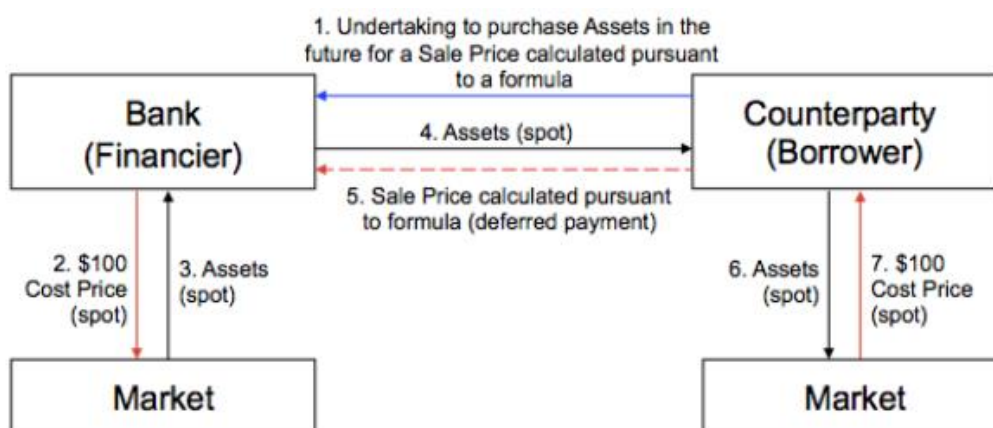 1. Undertaking to purchase Assets in the
future for a Sale Price calculated pursuant
to a formula
Bank
(Financier)
Counterparty
(Borrower)
4. Assets (spot)
5. Sale Price calculated pursuant
to formula (deferred payment)
2. $100
Cost Price
(spot)
3. Assets
(spot)
6. Assets
(spot)
7. $100
Cost Price
(spot)
Market
Market